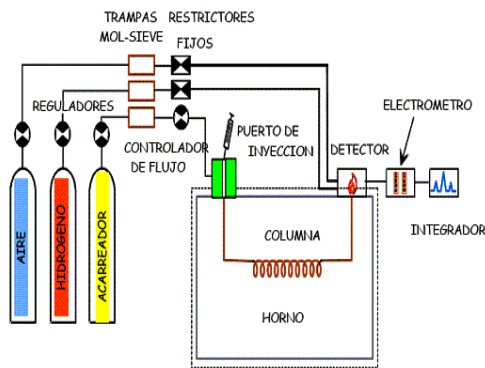 TRAMPAS RESTRICTORES
MOL-SIEVE
FIJOS
REGULADORES
ELECTROMETRO
PUERTO DE
INYECCION
DETECTOR
CONTROLADOR
DE FLUJO
INTEGRADOR
COLUMNA
HORNO
AIRE
HIDROGENO
ACARREADOR